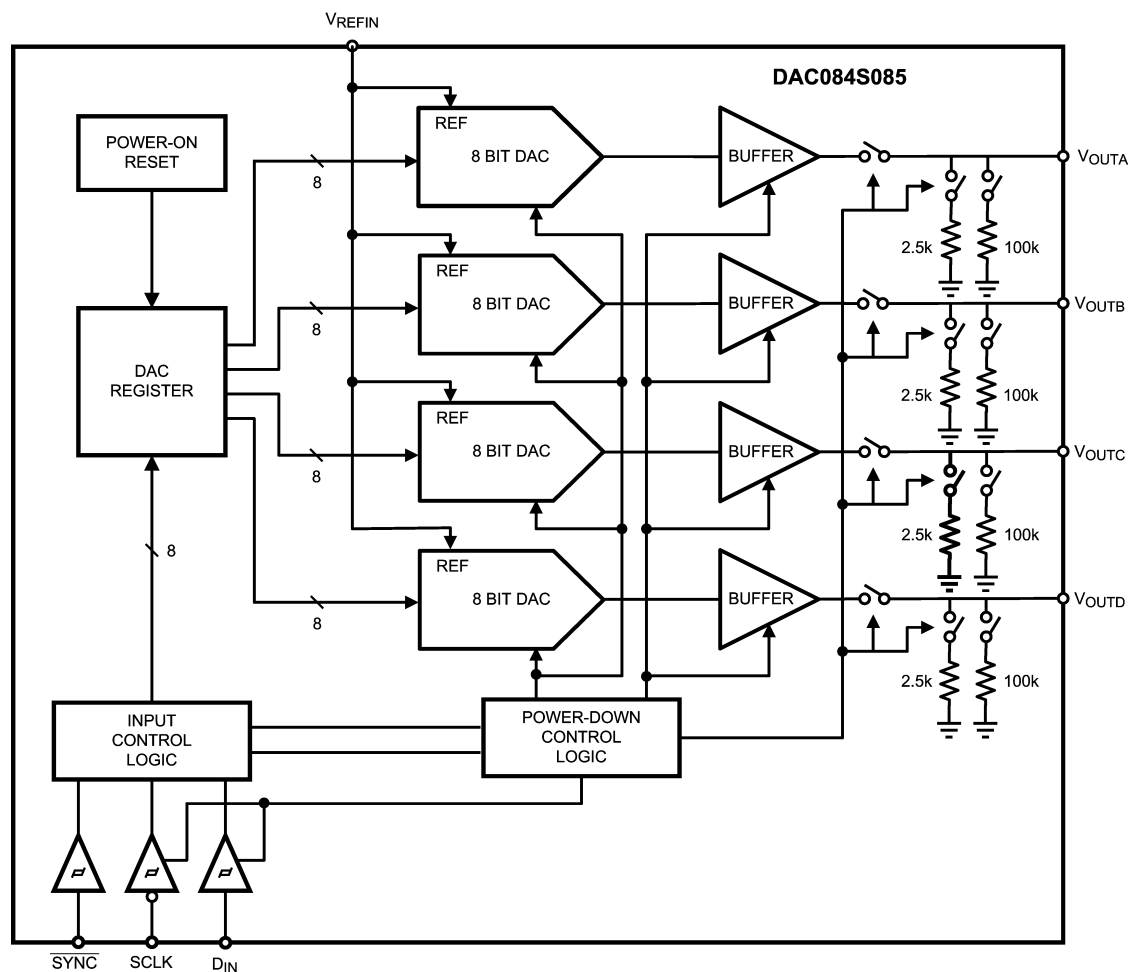 VREFIN
DAC084S085
POWER-ON
RESET
REF
8 BIT DAC
BUFFER
VOUTA
8
2.5k
100k
REF
8 BIT DAC
BUFFER
VOUTB
8
DAC
REGISTER
2.5k
100k
REF
8 BIT DAC
BUFFER
VOUTC
8
2.5k
100k
8
REF
8 BIT DAC
BUFFER
VOUTD
8
2.5k
100k
INPUT
CONTROL
LOGIC
POWER-DOWN
CONTROL
LOGIC
SYNC
SCLK
DIN